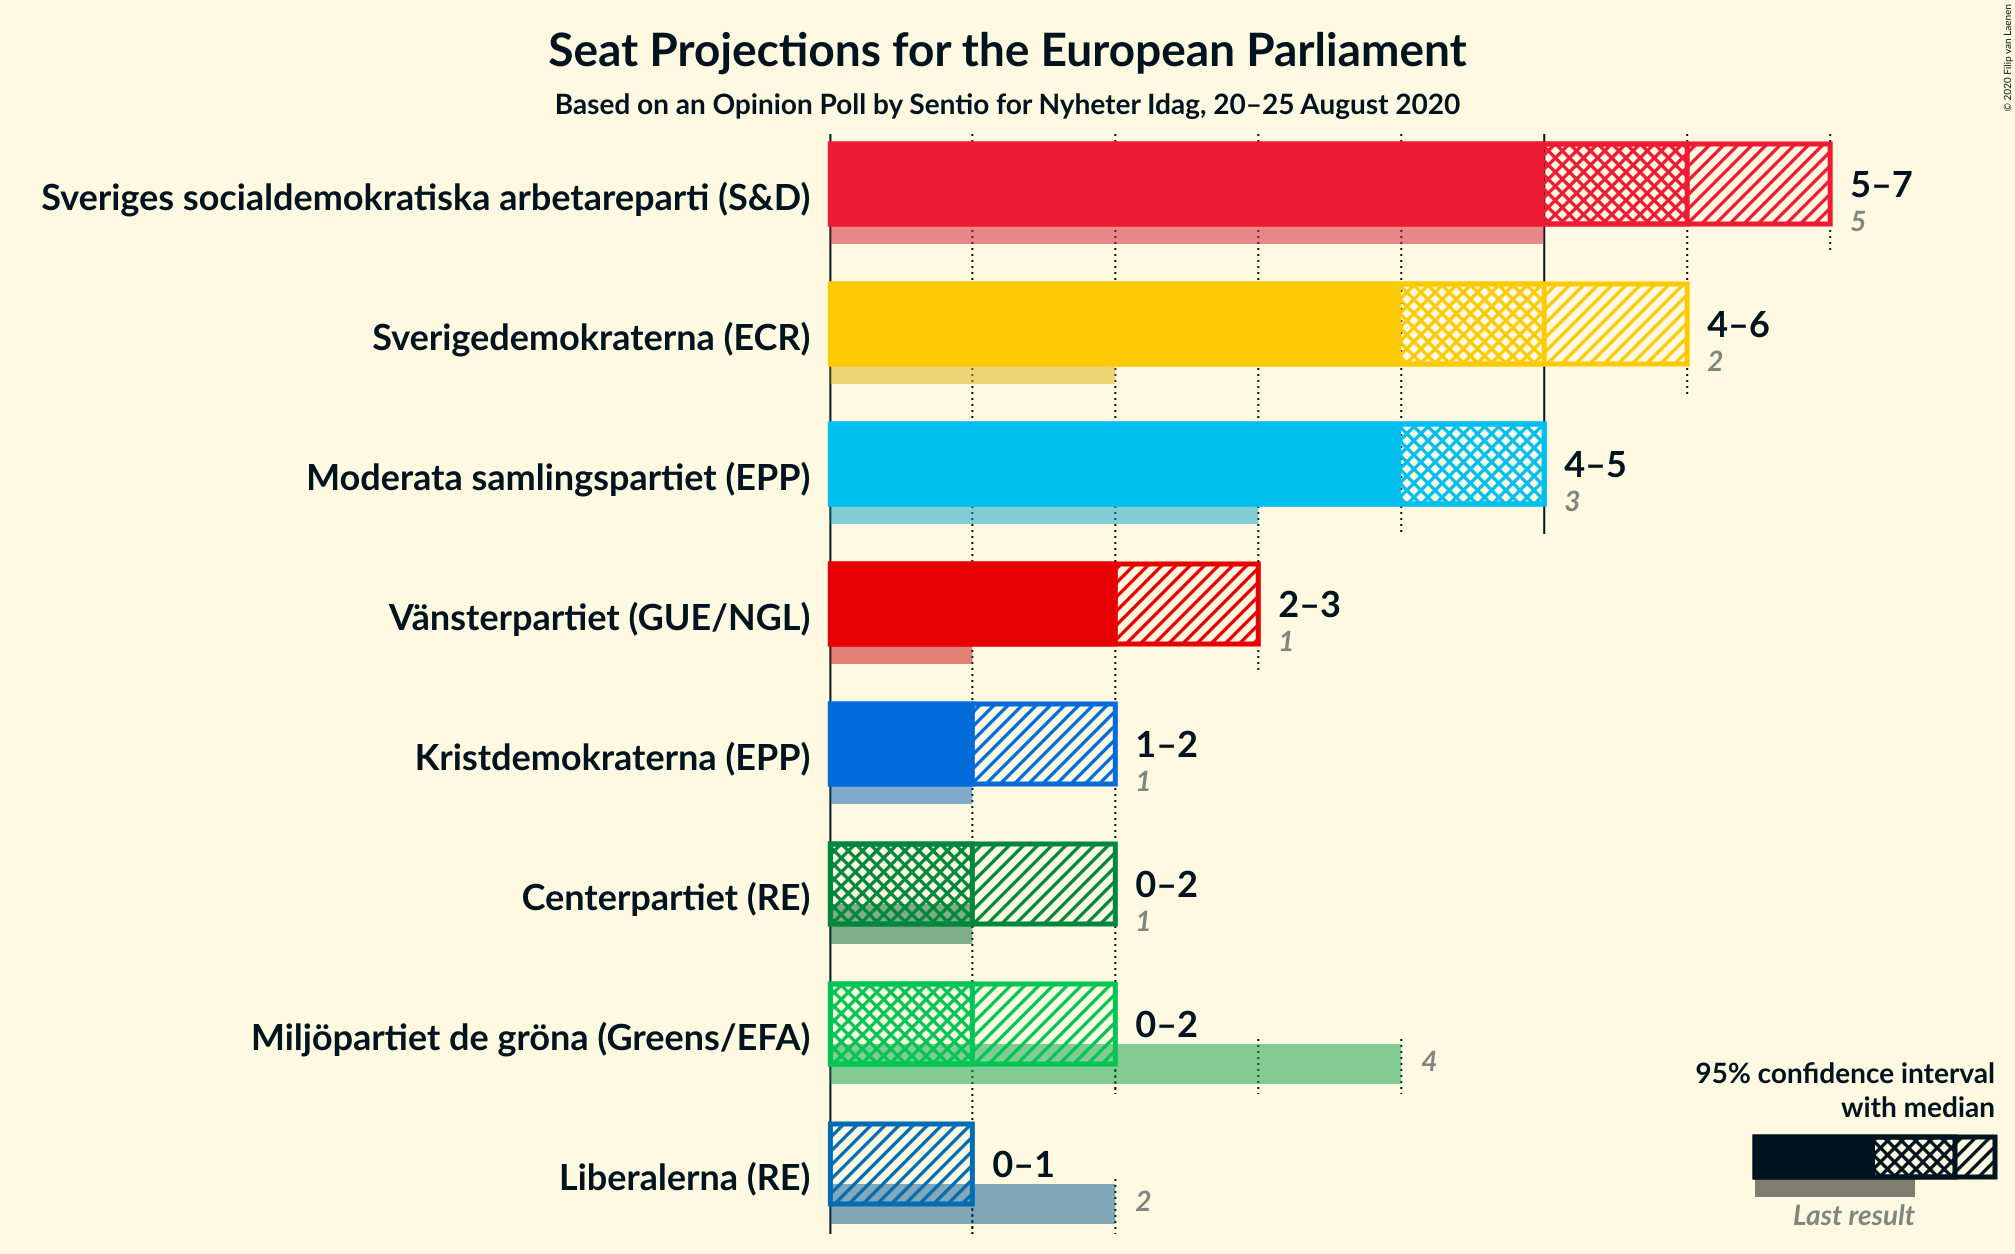 Seat Projections for the European Parliament
Based on an Opinion Poll by Sentio for Nyheter Idag, 20–25 August 2020
© 2020 Filip van Laenen
Sveriges socialdemokratiska arbetareparti (S&D)
5–7
5
Sverigedemokraterna (ECR)
4–6
2
Moderata samlingspartiet (EPP)
4–5
3
Vänsterpartiet (GUE/NGL)
2–3
1
Kristdemokraterna (EPP)
1–2
1
Centerpartiet (RE)
0–2
1
Miljöpartiet de gröna (Greens/EFA)
0–2
4
Liberalerna (RE)
0–1
2
95% confidence interval
with median
Last result